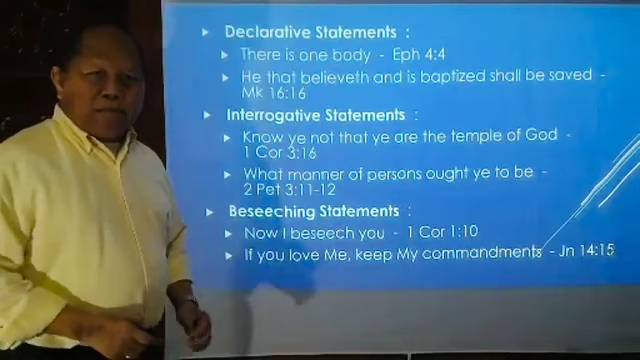 Declarative Statements :
There is one body - Eph 4:4
He that believeth and is baptized shall be saved -
Mk 16:16
Interrogative Statements :
Know ye not that ye are the temple of God -
1 Cor 3:16
What manner of persons ought ye to be -
2 Pet 3:11-12
Beseeching Statements :
Now I beseech you - 1 Cor 1:10
If you love Me, keep My commandments - Jn 14:15